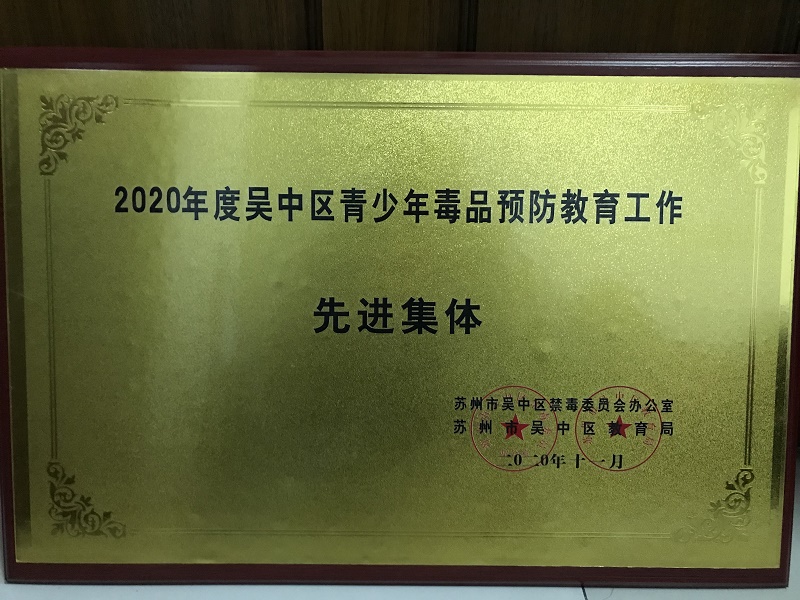 2020年度吴中区青少年毒品预防教育工作
先进集体
苏州市吴中区禁毒委员会办公室
苏州市吴中区教育局
二〇二〇年十一月